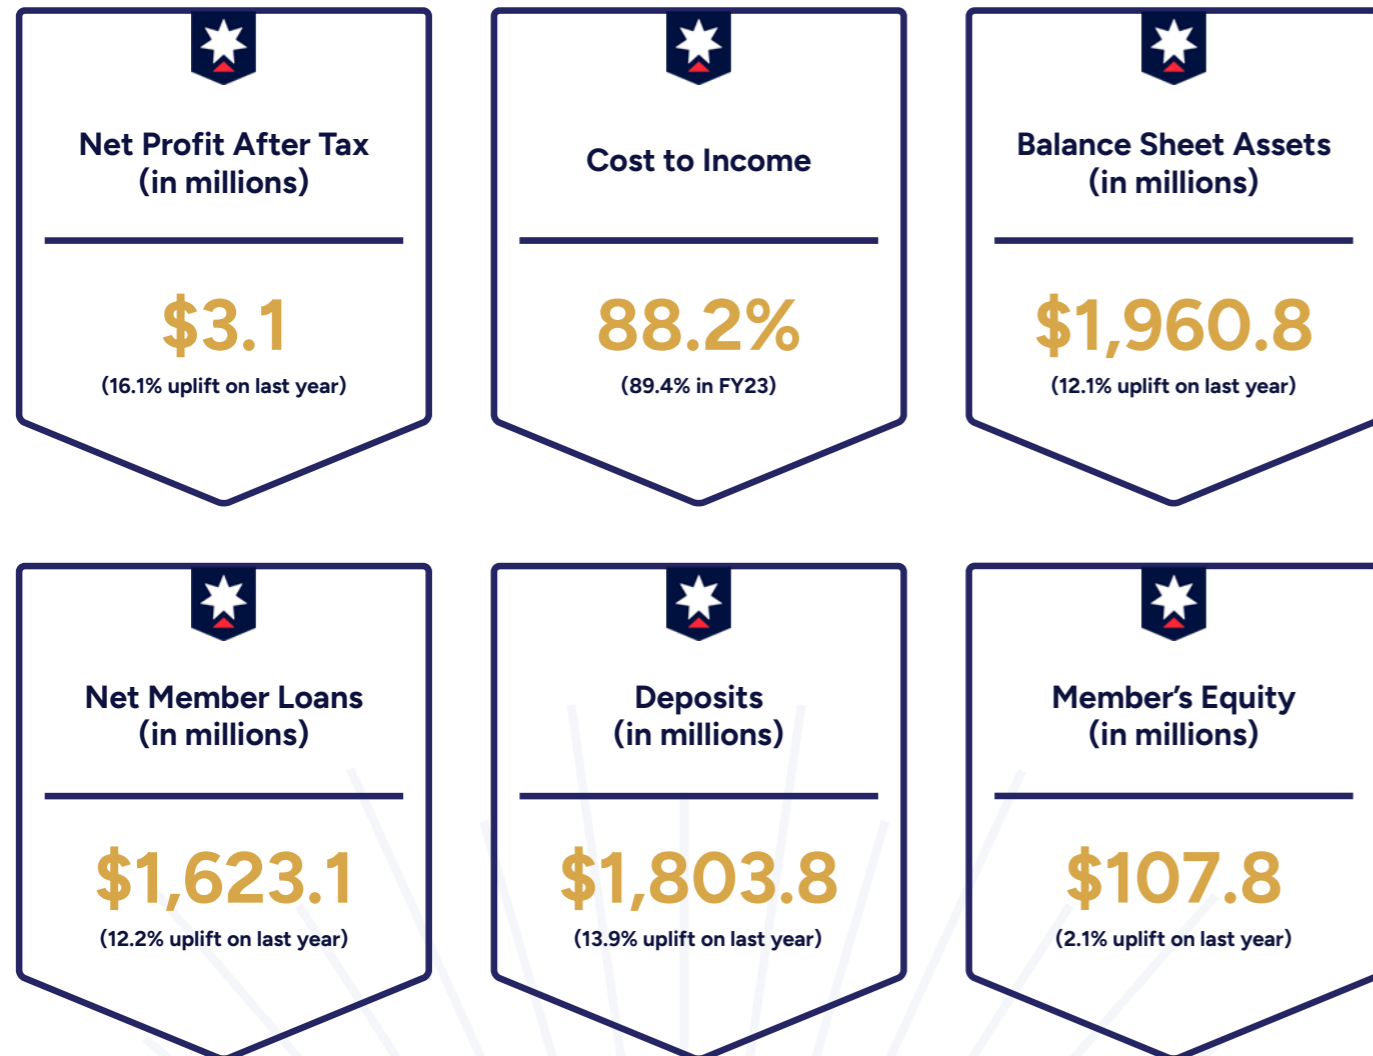 Net Profit After Tax
(in millions)
$3.1
(16.1% uplift on last year)
Cost to Income
88.2%
(89.4% in FY23)
Balance Sheet Assets
(in millions)
$1,960.8
(12.1% uplift on last year)
Net Member Loans
(in millions)
$1,623.1
(12.2% uplift on last year)
Deposits
(in millions)
$1,803.8
(13.9% uplift on last year)
Member’s Equity
(in millions)
$107.8
(2.1% uplift on last year)